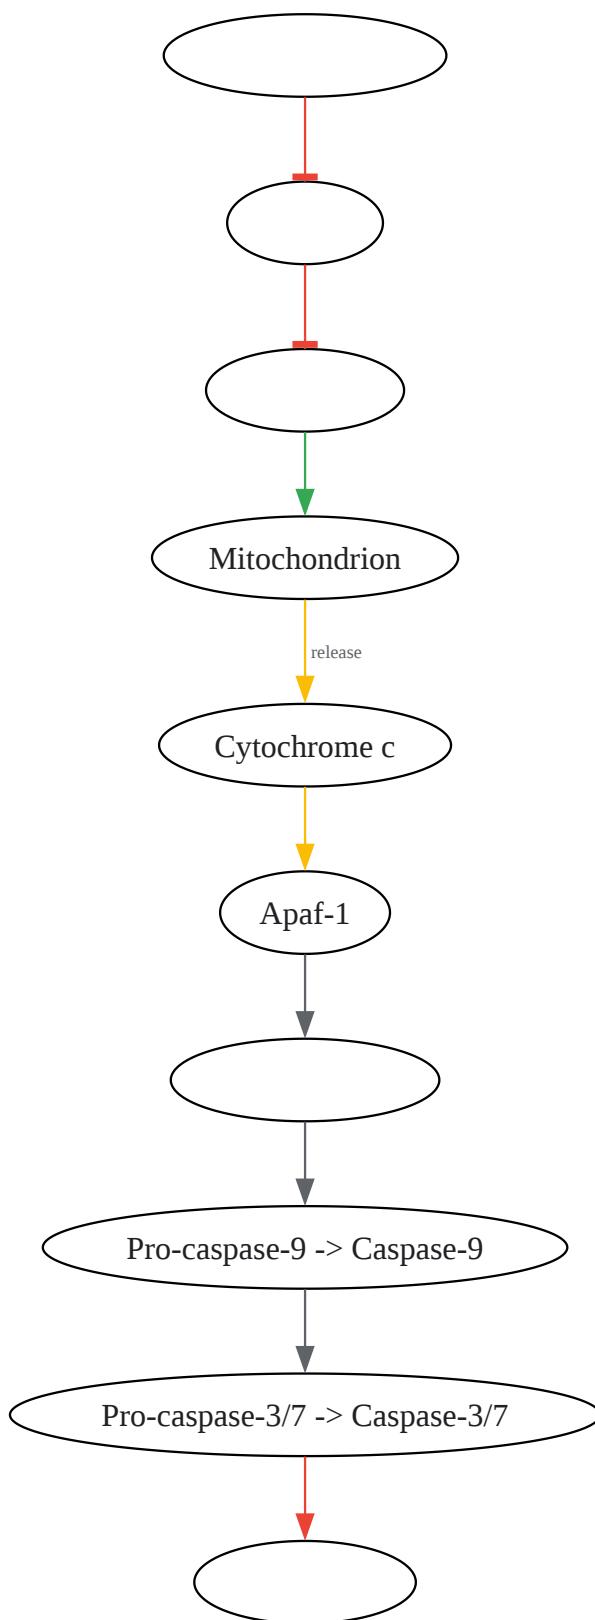 Mitochondrion
release
Cytochrome c
Apaf-1
Pro-caspase-9 -> Caspase-9
Pro-caspase-3/7 -> Caspase-3/7